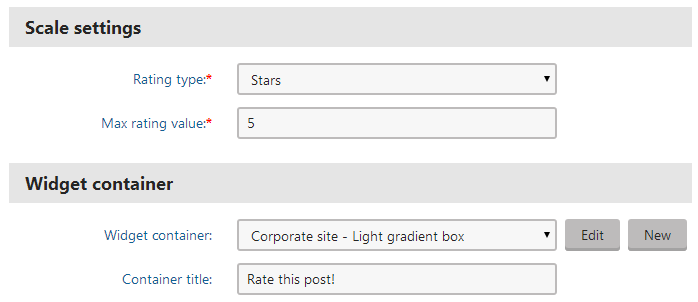 Scale settings
Rating type:* Stars
Max rating value:* 5
Widget container
Widget container: Corporate site - Light gradient box Edit New
Container title: Rate this post!